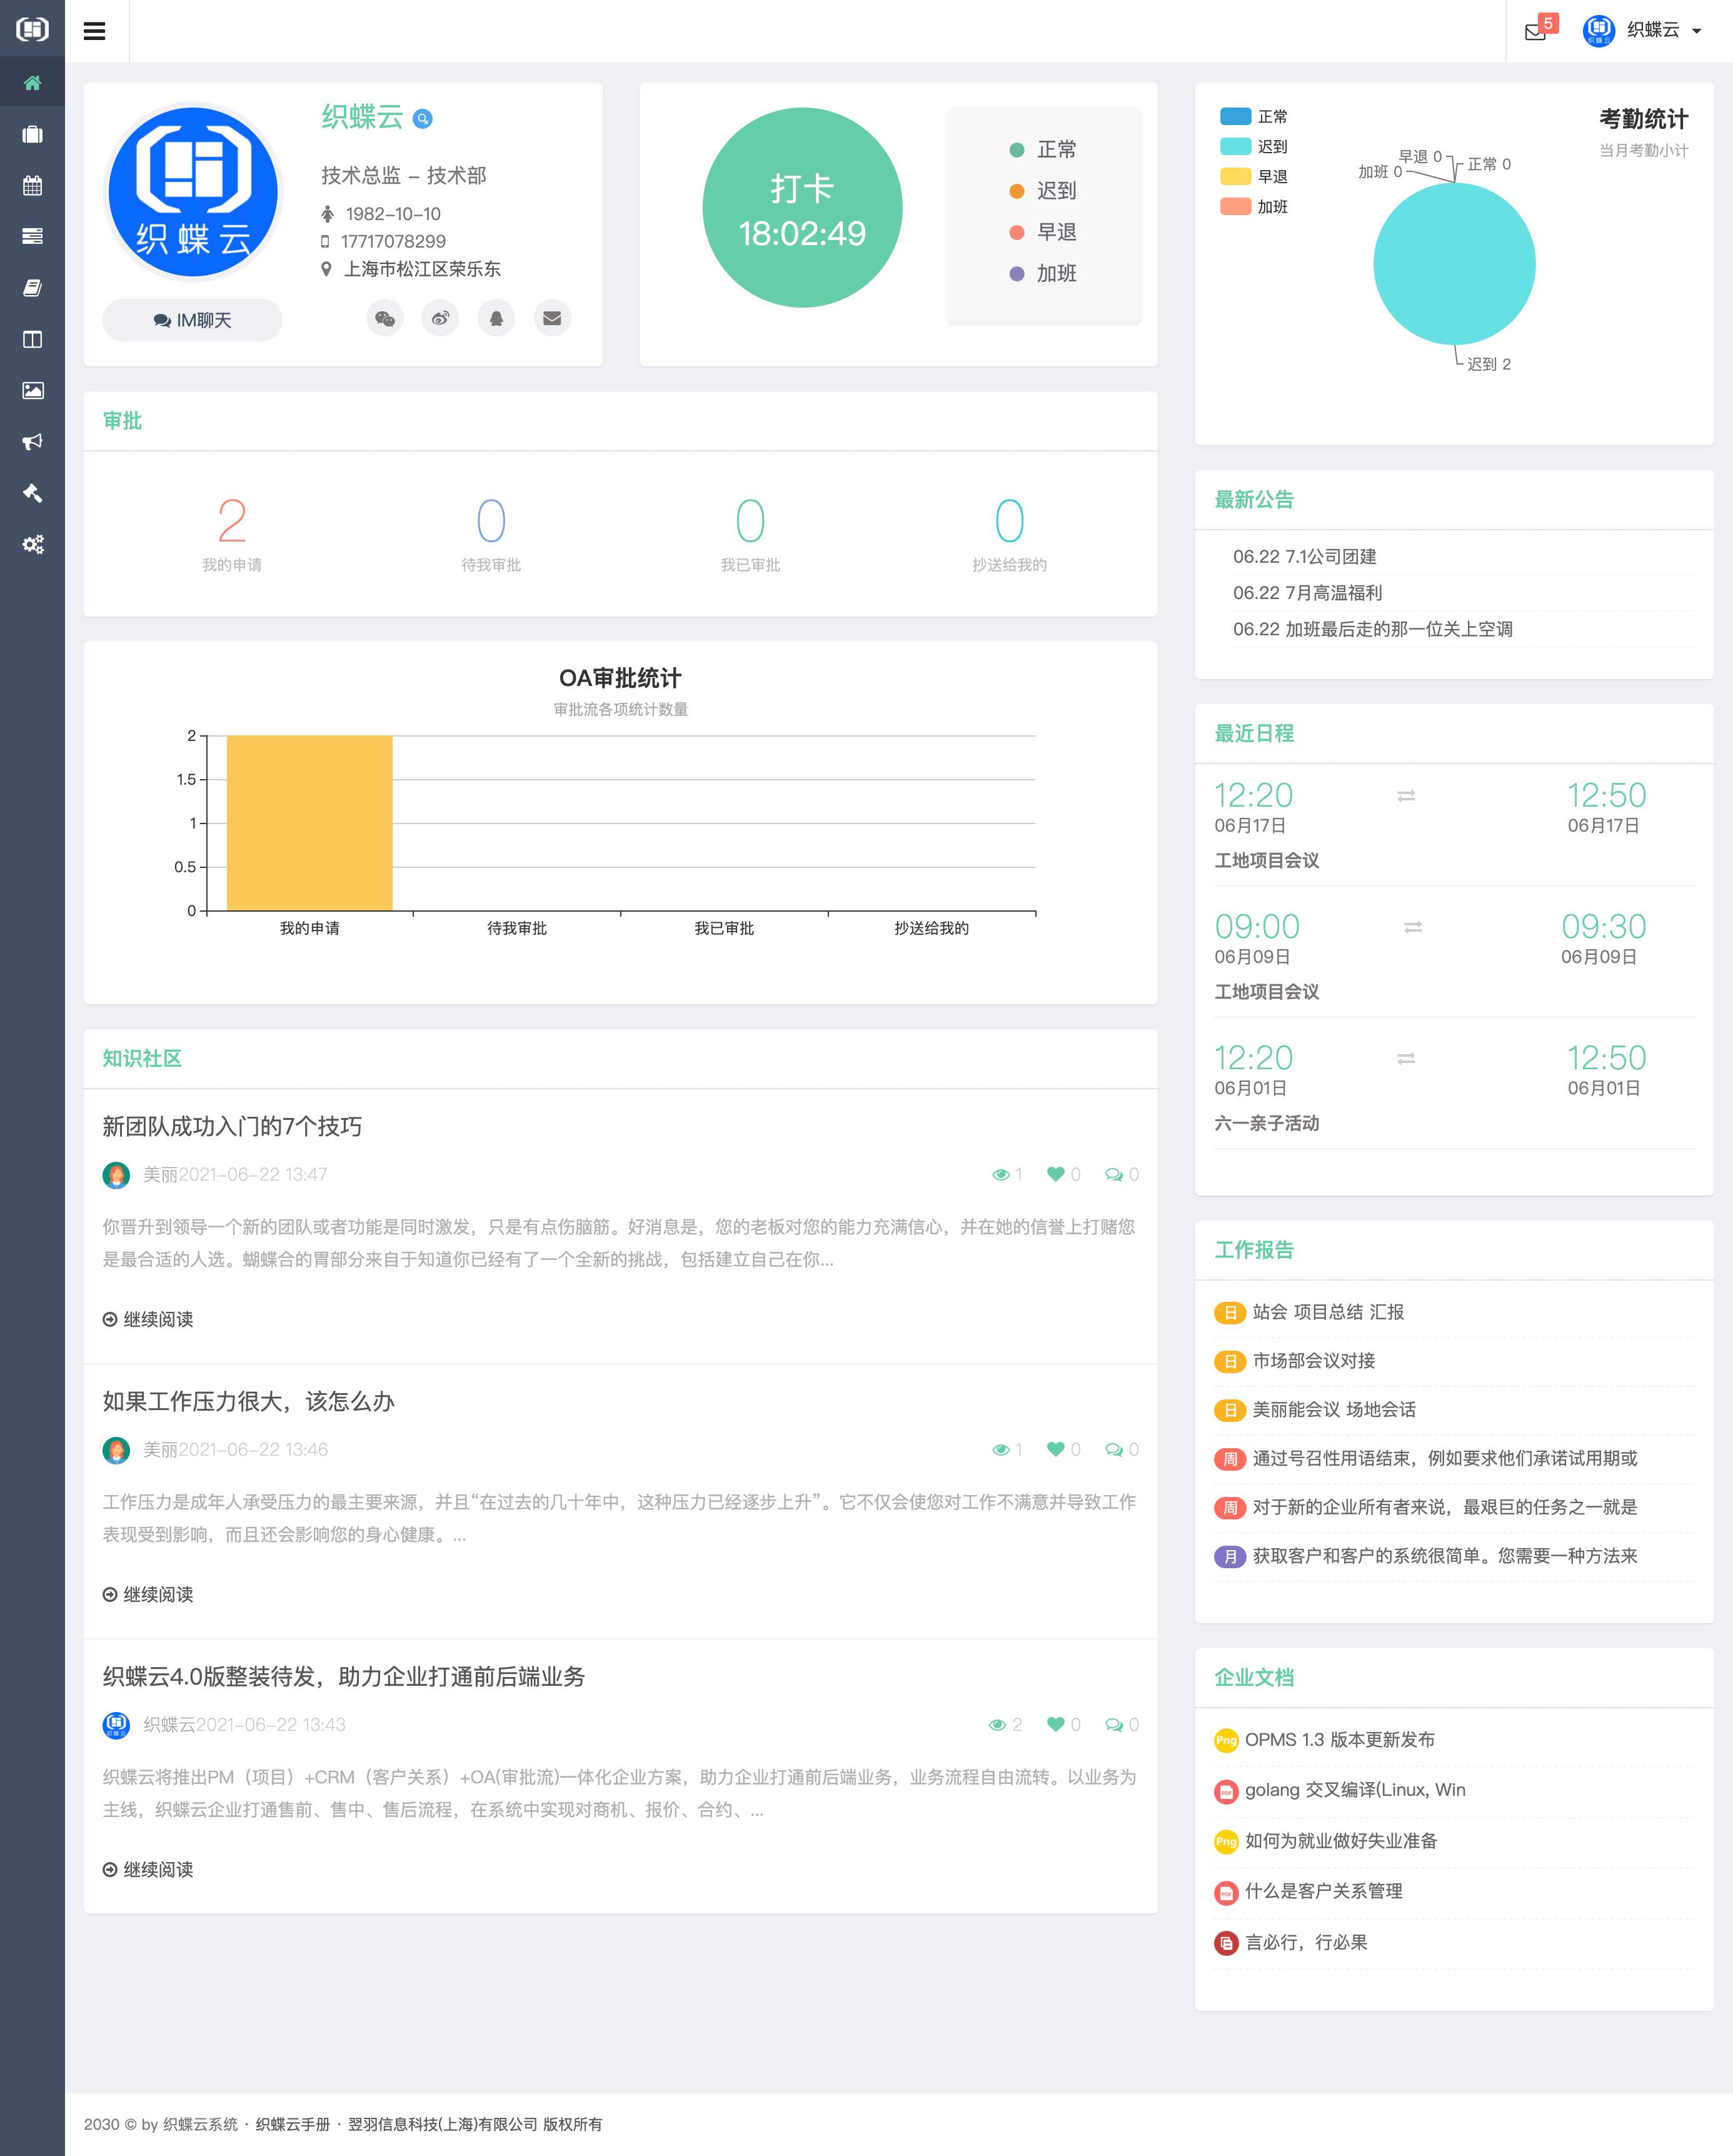 5
织蝶云
织蝶云
织蝶云
技术总监 - 技术部
1982-10-10
17717078299
上海市松江区荣乐东
IM聊天
打卡
18:02:49
正常
迟到
早退
加班
正常
迟到
早退
加班
考勤统计
当月考勤小计
早退 0
正常 0
加班 0
迟到 2
审批
2
我的申请
0
待我审批
0
我已审批
0
抄送给我的
OA审批统计
审批流各项统计数量
2
1.5
1
0.5
0
我的申请
待我审批
我已审批
抄送给我的
知识社区
新团队成功入门的7个技巧
美丽2021-06-22 13:47
1 0 0
你晋升到领导一个新的团队或者功能是同时激发，只是有点伤脑筋。好消息是，您的老板对您的能力充满信心，并在她的信誉上打赌您
是最合适的人选。蝴蝶合的胃部分来自于知道你已经有了一个全新的挑战，包括建立自己在你...
继续阅读
如果工作压力很大，该怎么办
美丽2021-06-22 13:46
1 0 0
工作压力是成年人承受压力的最主要来源，并且“在过去的几十年中，这种压力已经逐步上升”。它不仅会使您对工作不满意并导致工作
表现受到影响，而且还会影响您的身心健康。...
继续阅读
织蝶云4.0版整装待发，助力企业打通前后端业务
织蝶云2021-06-22 13:43
2 0 0
织蝶云将推出PM（项目）+CRM（客户关系）+OA(审批流)一体化企业方案，助力企业打通前后端业务，业务流程自由流转。以业务为
主线，织蝶云企业打通售前、售中、售后流程，在系统中实现对商机、报价、合约、...
继续阅读
最新公告
06.22 7.1公司团建
06.22 7月高温福利
06.22 加班最后走的那一位关上空调
最近日程
12:20 12:50
06月17日 06月17日
工地项目会议
09:00 09:30
06月09日 06月09日
工地项目会议
12:20 12:50
06月01日 06月01日
六一亲子活动
工作报告
日 站会 项目总结 汇报
日 市场部会议对接
日 美丽能会议 场地会话
周 通过号召性用语结束，例如要求他们承诺试用期或
周 对于新的企业所有者来说，最艰巨的任务之一就是
月 获取客户和客户的系统很简单。您需要一种方法来
企业文档
Png OPMS 1.3 版本更新发布
PDF golang 交叉编译(Linux, Win
Png 如何为就业做好失业准备
PDF 什么是客户关系管理
言必行，行必果
2030 © by 织蝶云系统 · 织蝶云手册 · 翌羽信息科技(上海)有限公司 版权所有